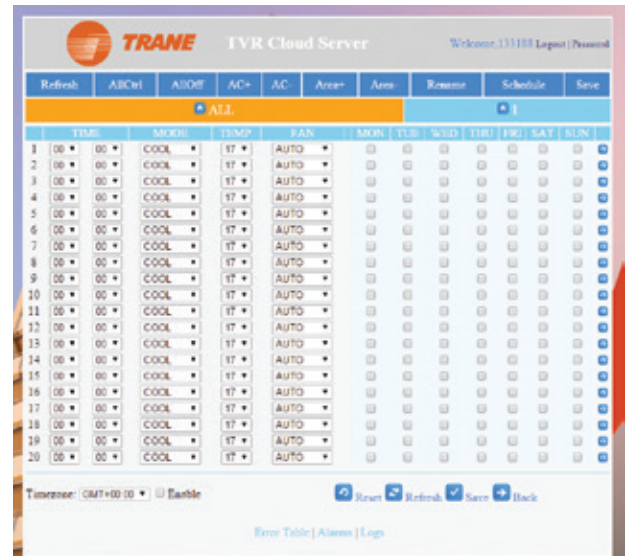 TRANE TVR Cloud Server Welcome,133188 Logout | Password
Refresh AllCtrl AllOff AC+ AC- Area+ Area- Rename Schedule Save
ALL 1
TIME MODE TEMP FAN MON TUE WED THU FRI SAT SUN
1 00 00 COOL 17 AUTO
2 00 00 COOL 17 AUTO
3 00 00 COOL 17 AUTO
4 00 00 COOL 17 AUTO
5 00 00 COOL 17 AUTO
6 00 00 COOL 17 AUTO
7 00 00 COOL 17 AUTO
8 00 00 COOL 17 AUTO
9 00 00 COOL 17 AUTO
10 00 00 COOL 17 AUTO
11 00 00 COOL 17 AUTO
12 00 00 COOL 17 AUTO
13 00 00 COOL 17 AUTO
14 00 00 COOL 17 AUTO
15 00 00 COOL 17 AUTO
16 00 00 COOL 17 AUTO
17 00 00 COOL 17 AUTO
18 00 00 COOL 17 AUTO
19 00 00 COOL 17 AUTO
20 00 00 COOL 17 AUTO
Timezone: GMT+00:00 Enable Reset Refresh Save Back
Error Table | Alarms | Logs